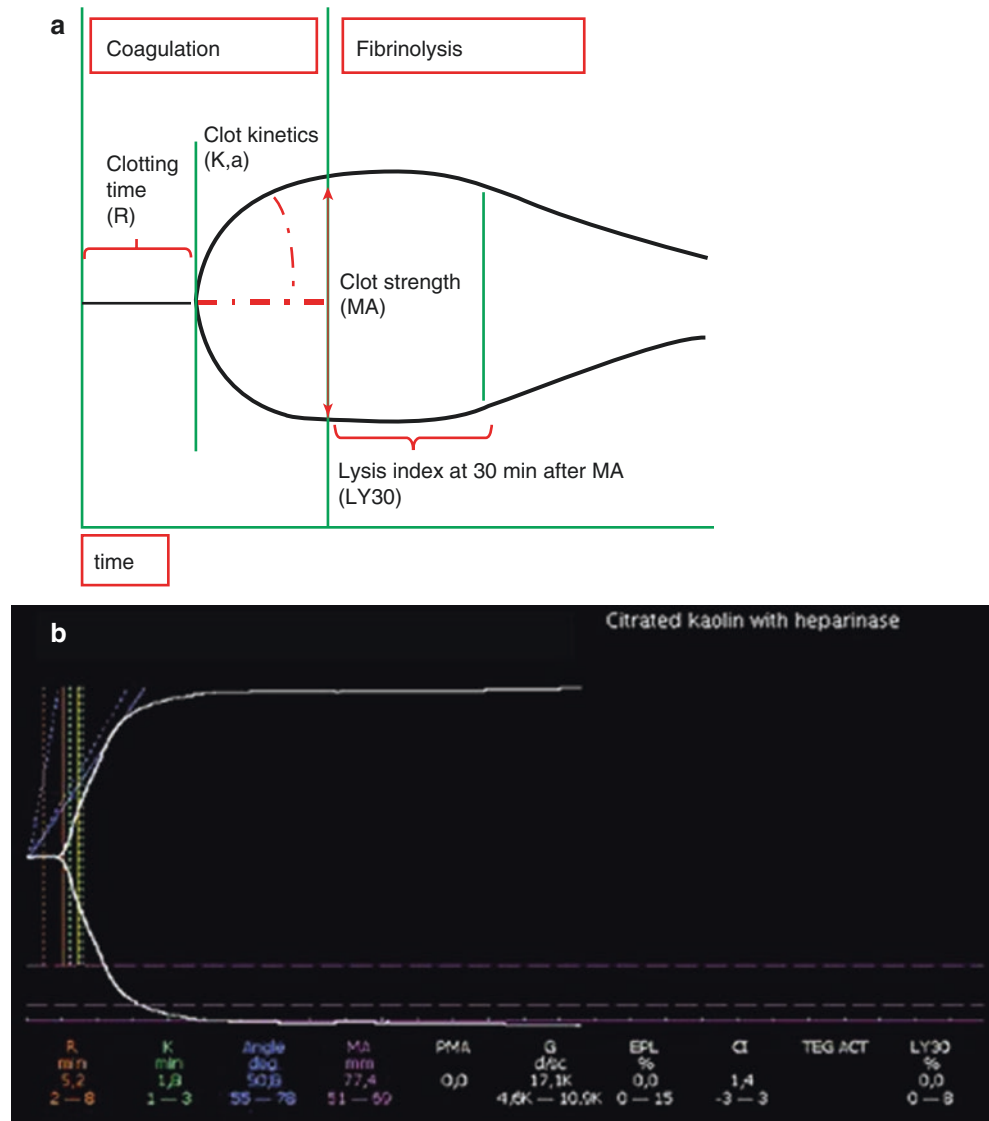 a
Coagulation
Fibrinolysis
Clot kinetics
(K,a)
Clotting
time
(R)
Clot strength
(MA)
Lysis index at 30 min after MA
(LY30)
time
b
Citrated kaolin with heparinase
R K Angle MA PMA G EPL CI TEG ACT LY30
min min deg mm d/sc % %
5,2 1,8 50,8 77,4 0,0 17,1K 0,0 1,4 0,0
2 — 8 1 — 3 55 — 78 51 — 69 4,6K — 10,9K 0 — 15 -3 — 3 0 — 8